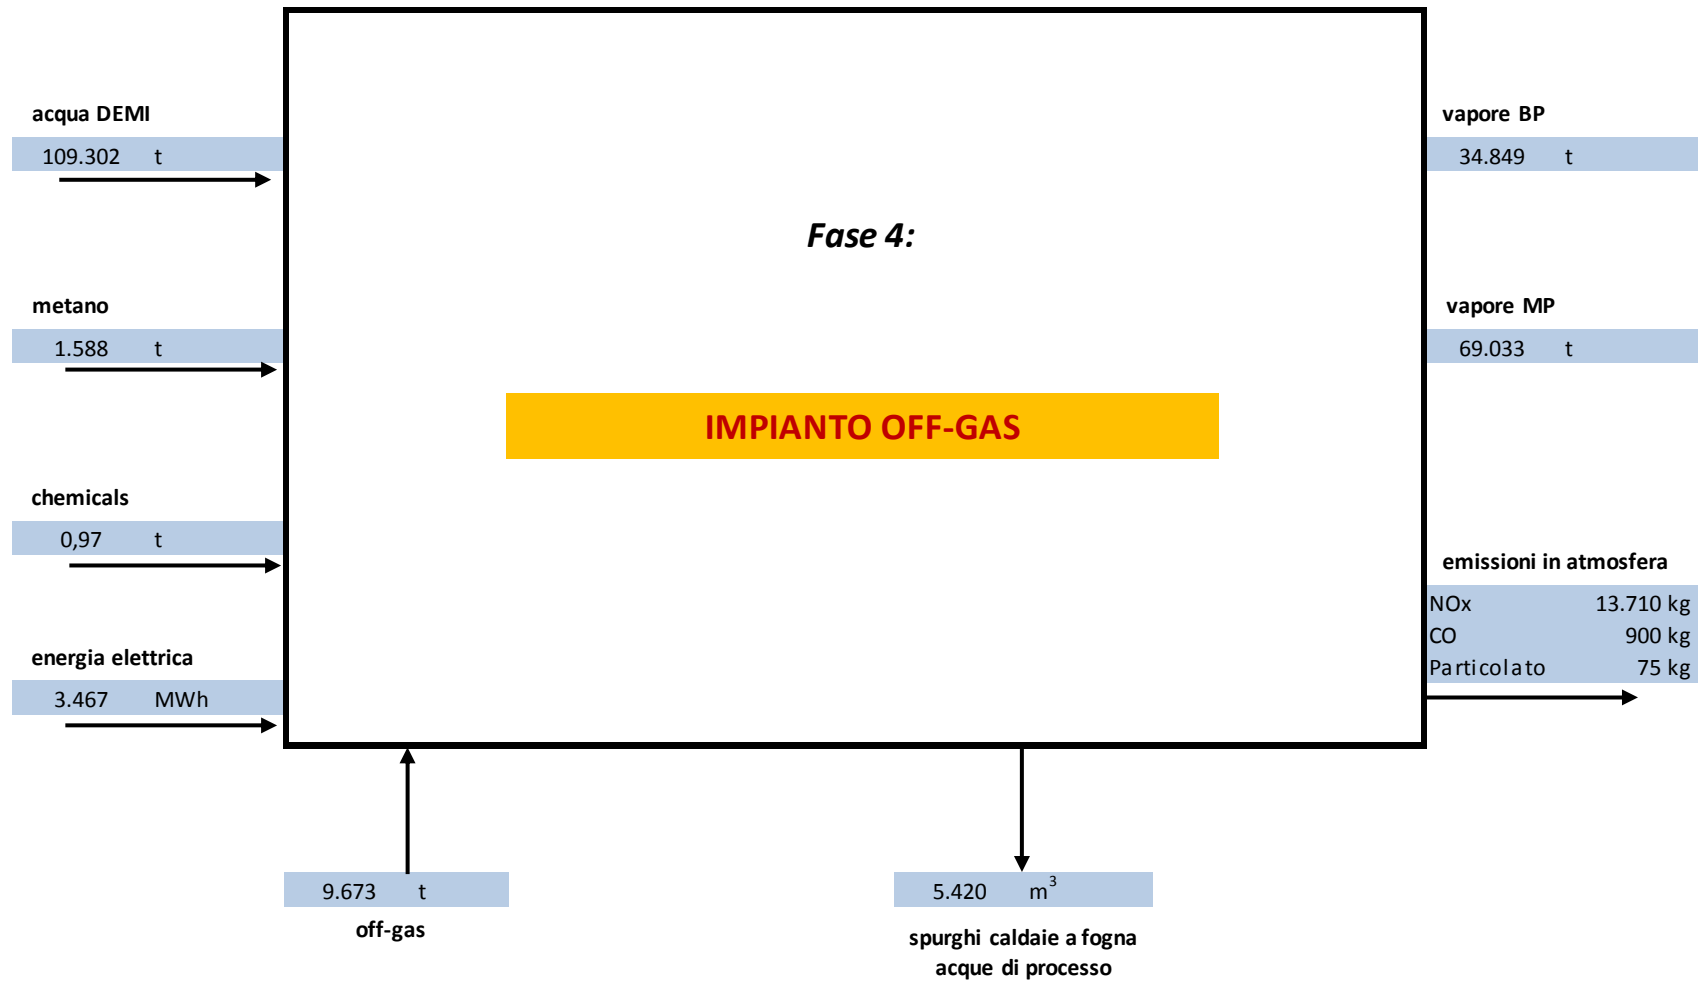 acqua DEMI
109.302 t
metano
1.588 t
chemicals
0,97 t
energia elettrica
3.467 MWh
Fase 4:
IMPIANTO OFF-GAS
vapore BP
34.849 t
vapore MP
69.033 t
emissioni in atmosfera
NOx 13.710 kg
CO 900 kg
Particolato 75 kg
9.673 t
off-gas
5.420 m³
spurghi caldaie a fogna
acque di processo